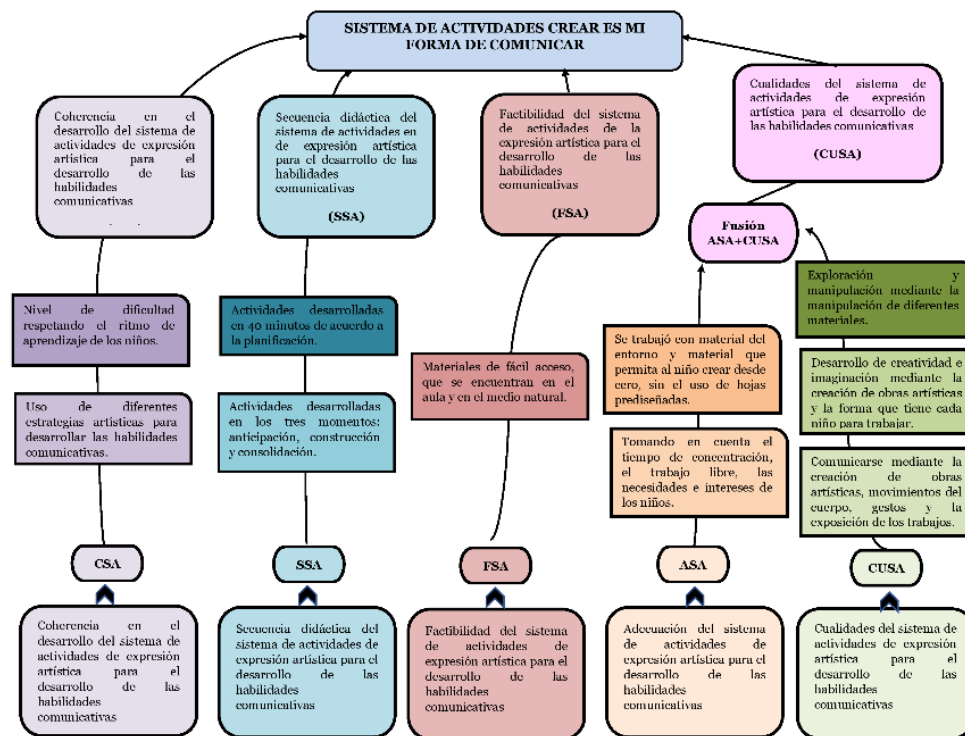 SISTEMA DE ACTIVIDADES CREAR ES MI
FORMA DE COMUNICAR
Coherencia en el
desarrollo del sistema de
actividades de expresión
artística para el
desarrollo de las
habilidades
comunicativas
Secuencia didáctica del
sistema de actividades en
de expresión artística
para el desarrollo de las
habilidades
comunicativas
(SSA)
Factibilidad del sistema
de actividades de la
expresión artística para el
desarrollo de las
habilidades
comunicativas
(FSA)
Cualidades del sistema de
actividades de expresión
artística para el desarrollo de
las habilidades comunicativas
(CUSA)
Fusión
ASA+CUSA
Nivel de dificultad
respetando el ritmo de
aprendizaje de los niños.
Uso de diferentes
estrategias artísticas para
desarrollar las habilidades
comunicativas.
Actividades desarrolladas
en 40 minutos de acuerdo a
la planificación.
Actividades desarrolladas
en los tres momentos:
anticipación, construcción
y consolidación.
Materiales de fácil acceso,
que se encuentran en el
aula y en el medio natural.
Se trabajó con material del
entorno y material que
permita al niño crear desde
cero, sin el uso de hojas
prediseñadas.
Tomando en cuenta el
tiempo de concentración,
el trabajo libre, las
necesidades e intereses de
los niños.
Exploración y
manipulación mediante la
manipulación de diferentes
materiales.
Desarrollo de creatividad e
imaginación mediante la
creación de obras artísticas
y la forma que tiene cada
niño para trabajar.
Comunicarse mediante la
creación de obras
artísticas, movimientos del
cuerpo, gestos y la
exposición de los trabajos.
CSA
SSA
FSA
ASA
CUSA
Coherencia en el
desarrollo del sistema de
actividades de expresión
artística para el
desarrollo de las
habilidades
comunicativas
Secuencia didáctica del
sistema de actividades de
expresión artística para el
desarrollo de las
habilidades
comunicativas
Factibilidad del sistema
de actividades de
expresión artística para el
desarrollo de las
habilidades
comunicativas
Adecuación del sistema
de actividades de
expresión artística para el
desarrollo de las
habilidades
comunicativas
Cualidades del sistema de
actividades de expresión
artística para el
desarrollo de las
habilidades
comunicativas